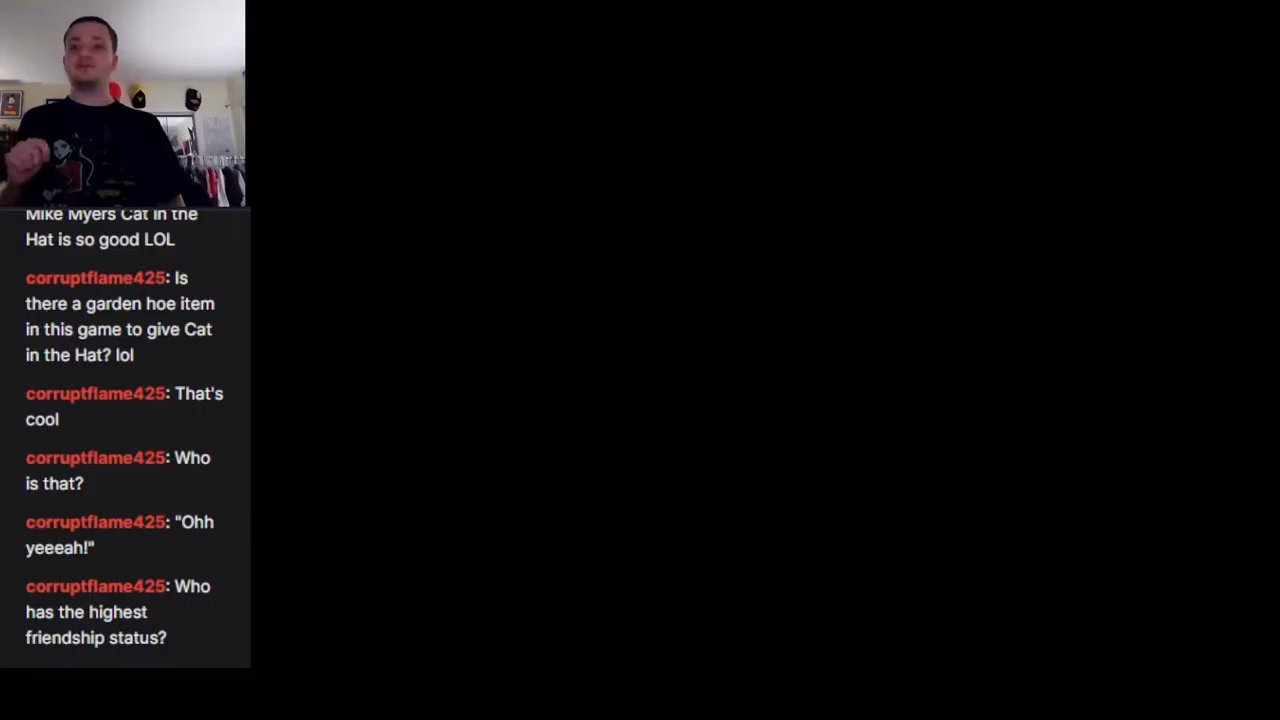 Mike Myers Cat in the
Hat is so good LOL
corruptflame425: Is
there a garden hoe item
in this game to give Cat
in the Hat? lol
corruptflame425: That's
cool
corruptflame425: Who
is that?
corruptflame425: "Ohh
yeeeah!"
corruptflame425: Who
has the highest
friendship status?